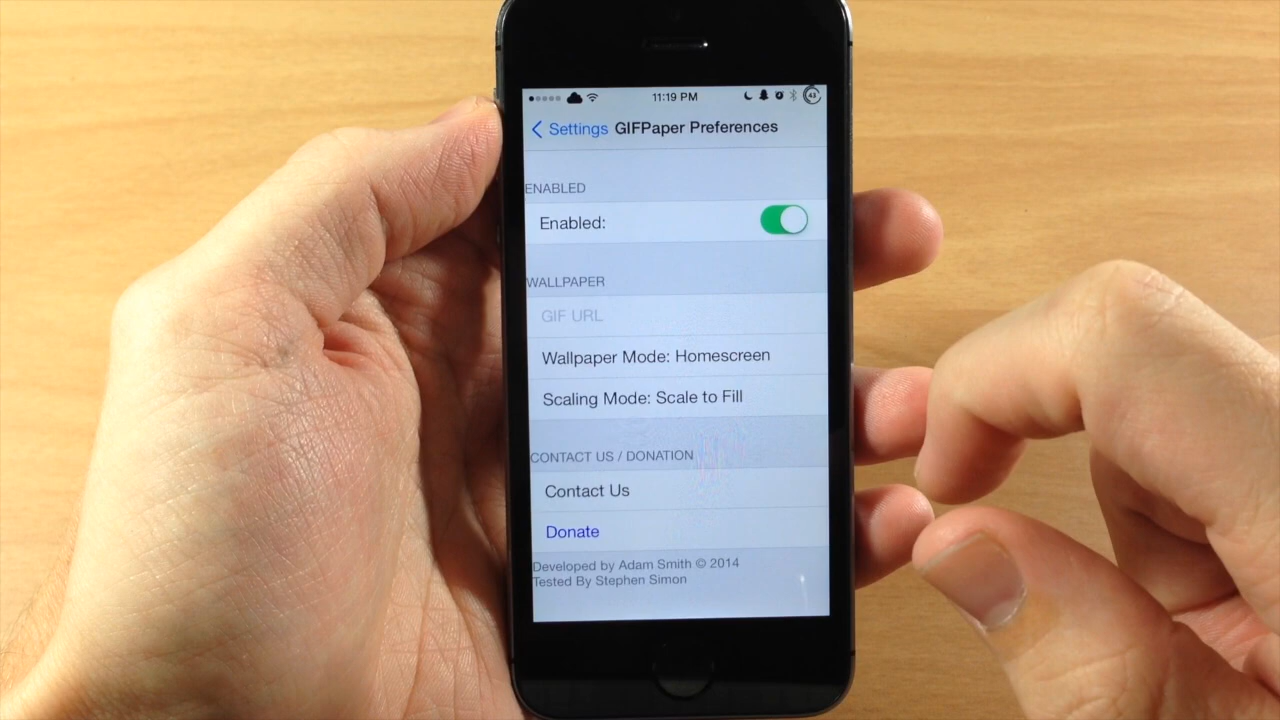 11:19 PM
43
Settings GIFPaper Preferences
ENABLED
Enabled:
WALLPAPER
GIF URL
Wallpaper Mode: Homescreen
Scaling Mode: Scale to Fill
CONTACT US / DONATION
Contact Us
Donate
Developed by Adam Smith © 2014
Tested By Stephen Simon